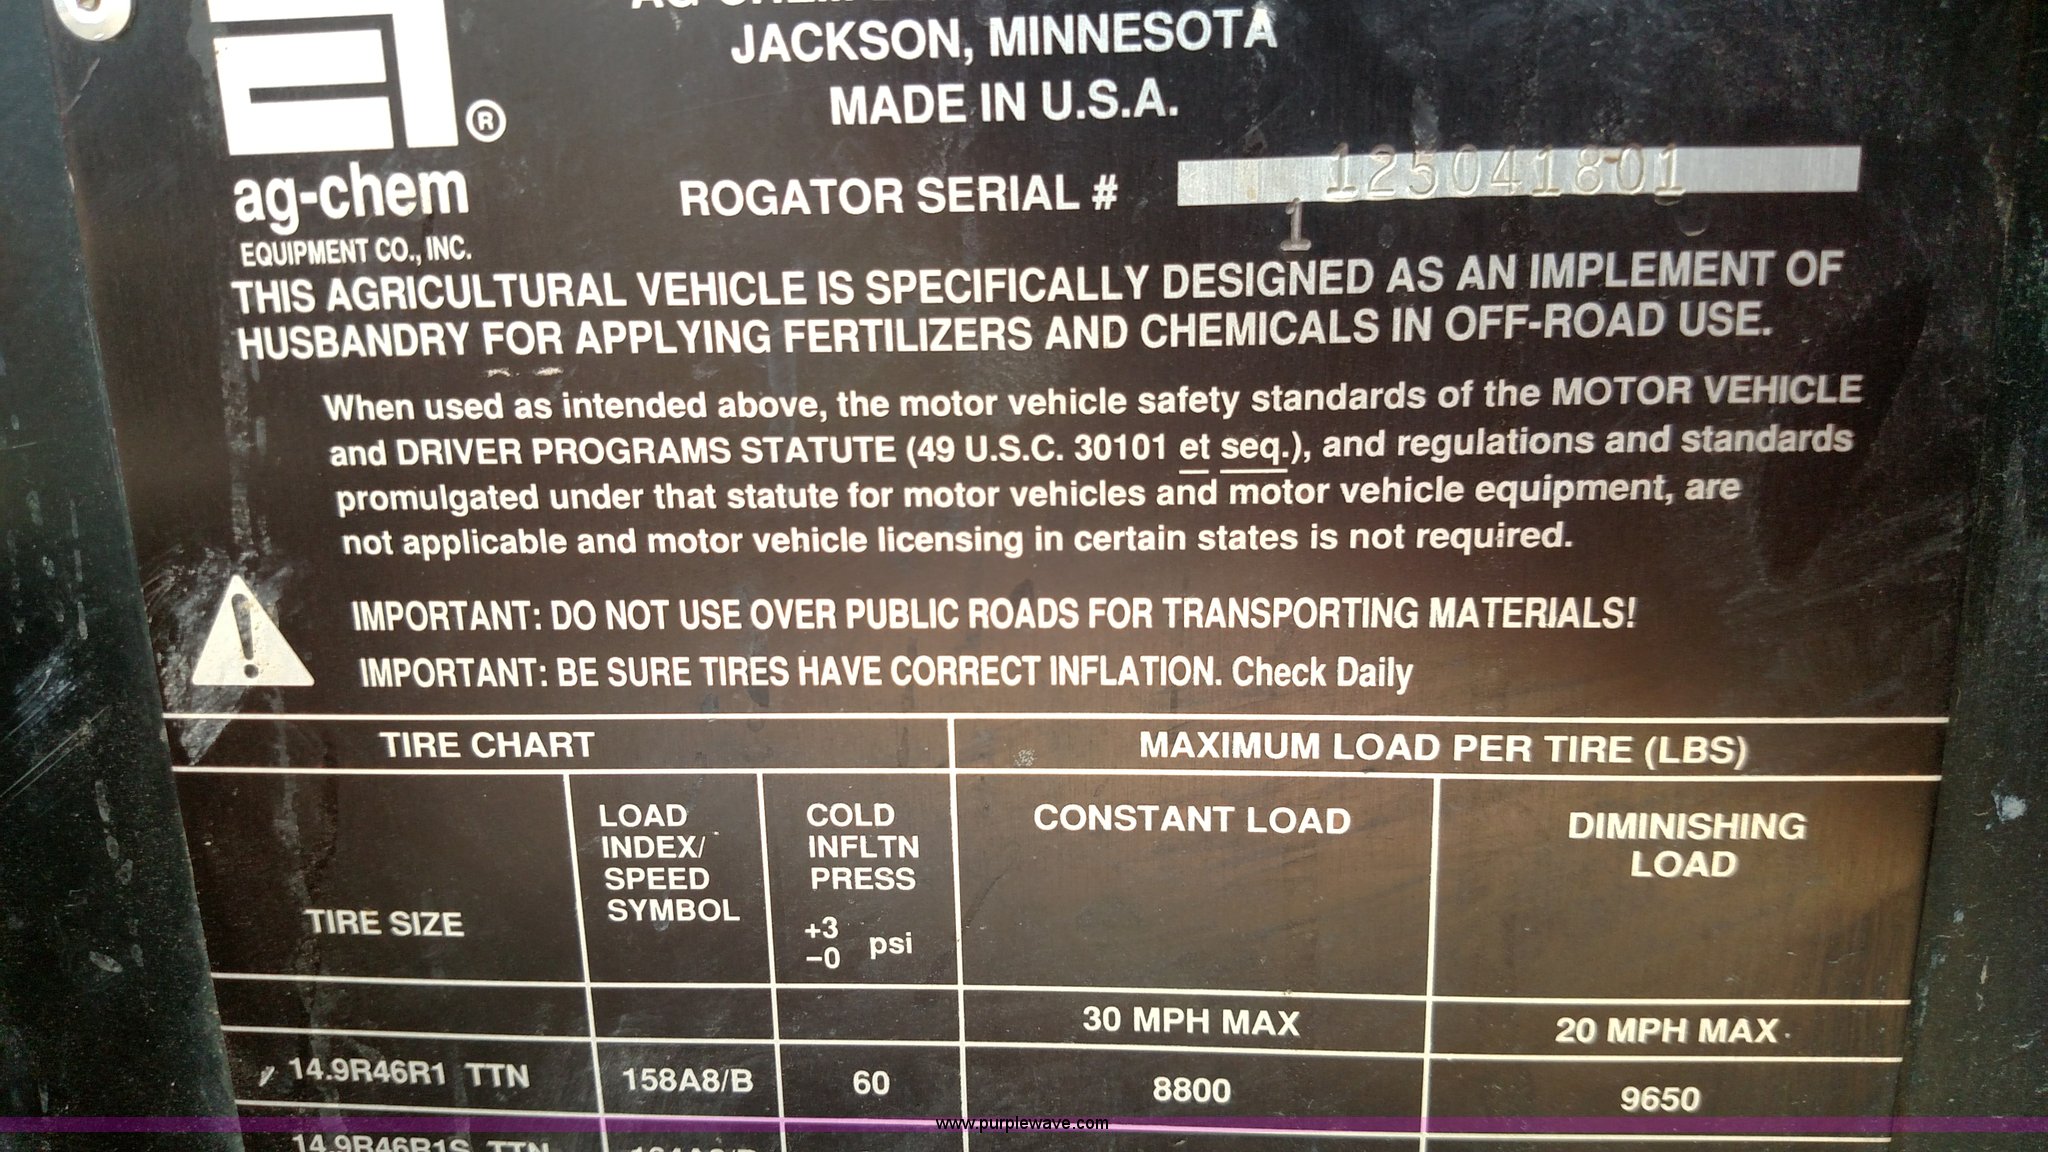 JACKSON, MINNESOTA
MADE IN U.S.A.
®
ag-chem
EQUIPMENT CO., INC.
ROGATOR SERIAL # 125041801
1
THIS AGRICULTURAL VEHICLE IS SPECIFICALLY DESIGNED AS AN IMPLEMENT OF
HUSBANDRY FOR APPLYING FERTILIZERS AND CHEMICALS IN OFF-ROAD USE.
When used as intended above, the motor vehicle safety standards of the MOTOR VEHICLE
and DRIVER PROGRAMS STATUTE (49 U.S.C. 30101 et seq.), and regulations and standards
promulgated under that statute for motor vehicles and motor vehicle equipment, are
not applicable and motor vehicle licensing in certain states is not required.
IMPORTANT: DO NOT USE OVER PUBLIC ROADS FOR TRANSPORTING MATERIALS!
IMPORTANT: BE SURE TIRES HAVE CORRECT INFLATION. Check Daily
TIRE CHART
MAXIMUM LOAD PER TIRE (LBS)
TIRE SIZE
LOAD
INDEX/
SPEED
SYMBOL
COLD
INFLTN
PRESS
+3
−0 psi
CONSTANT LOAD
DIMINISHING
LOAD
30 MPH MAX
20 MPH MAX.
14.9R46R1 TTN 158A8/B 60 8800 9650
14.9R46R1S TTN
www.purplewave.com